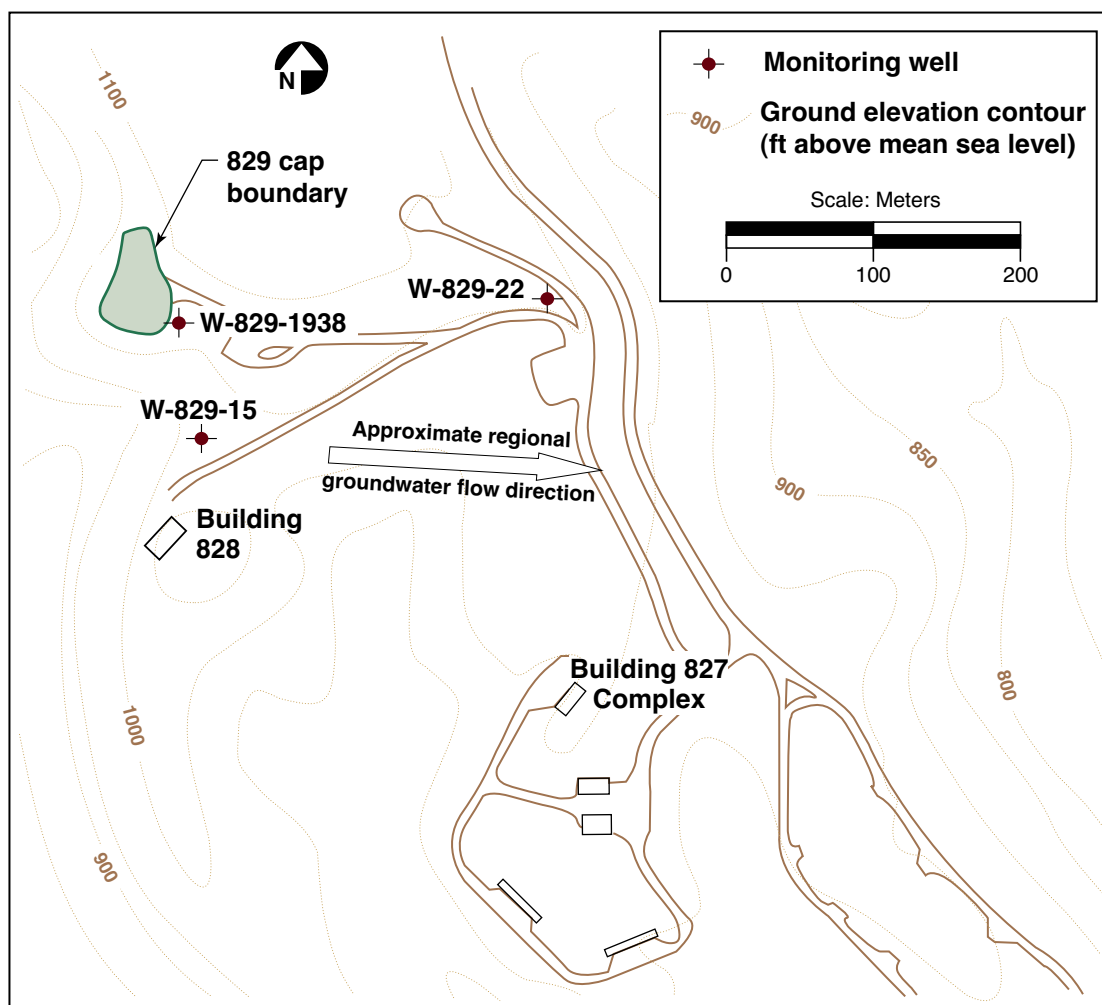 1100
N
Monitoring well
Ground elevation contour
(ft above mean sea level)
900
Scale: Meters
0 100 200
829 cap
boundary
W-829-22
W-829-1938
W-829-15
Approximate regional
groundwater flow direction
850
900
Building
828
Building 827
Complex
800
1000
900